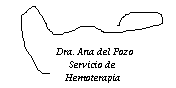 Dra. Ana del Pozo
Servicio de
Hemoterapia